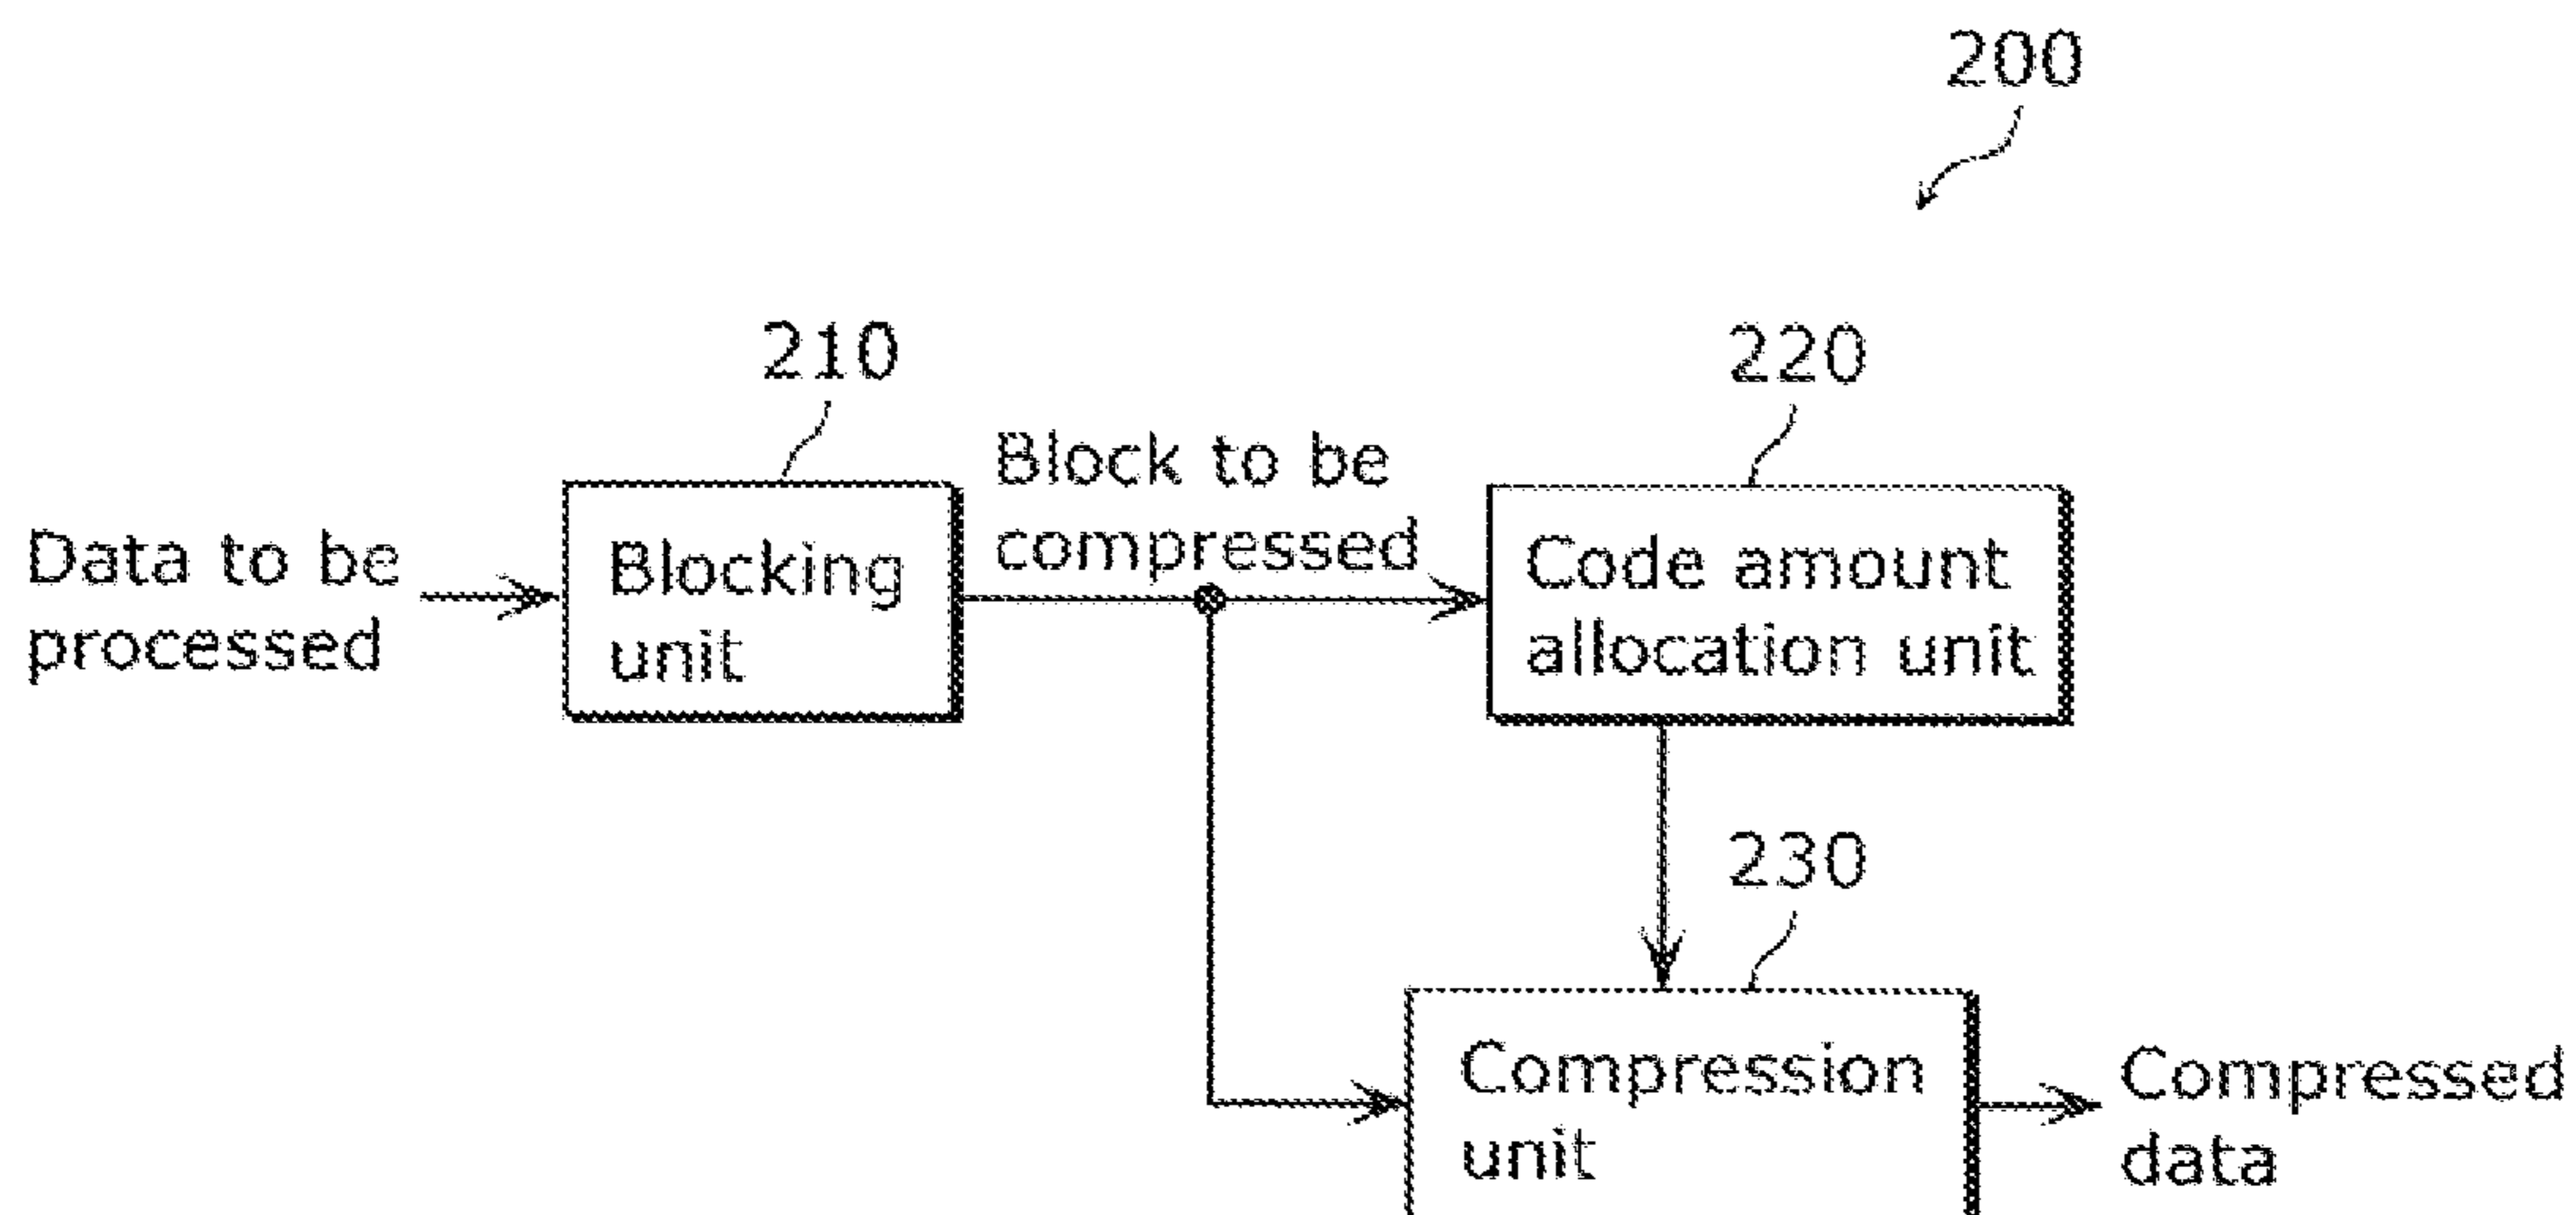 200
210
220
Block to be
compressed
Data to be
processed
Blocking
unit
Code amount
allocation unit
230
Compression
unit
Compressed
data